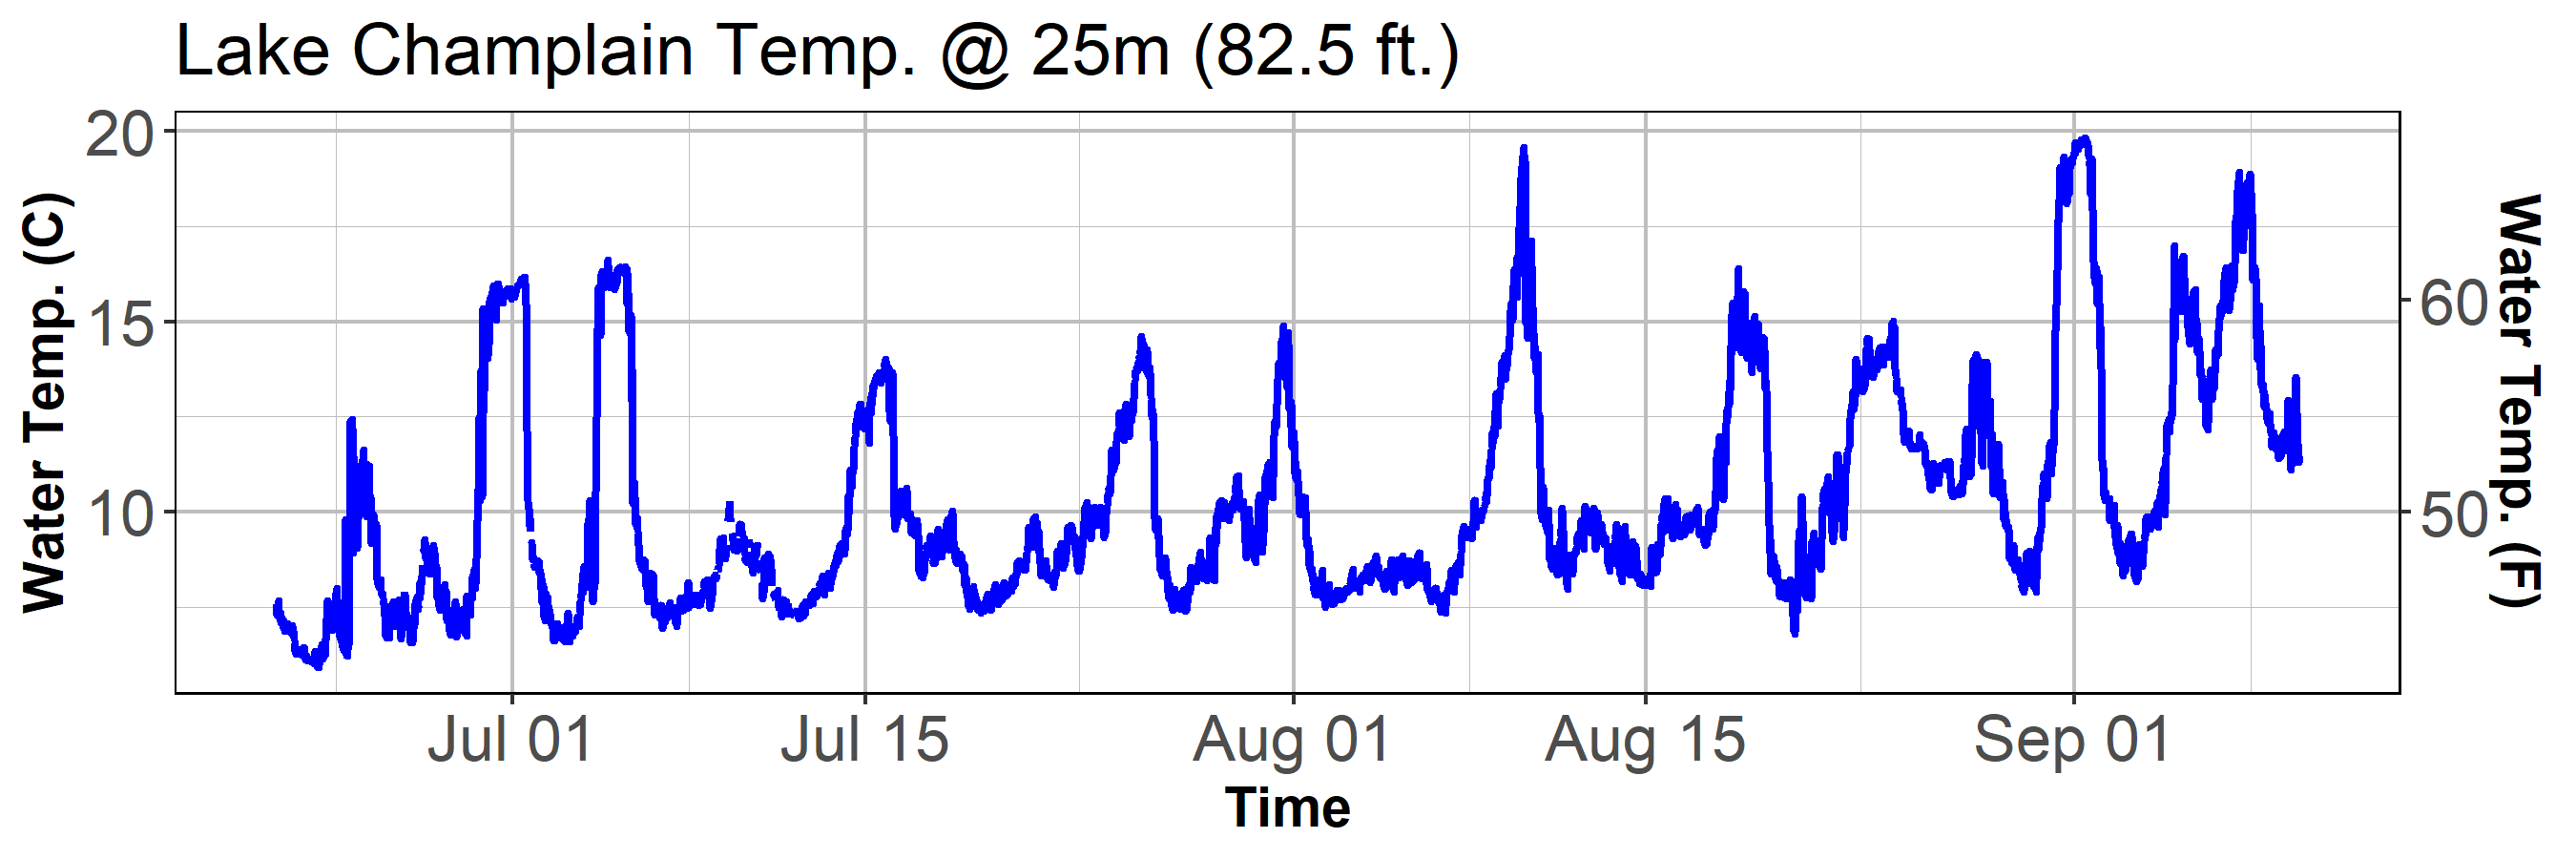 Lake Champlain Temp. @ 25m (82.5 ft.)
Water Temp. (C)
20
15
10
60
50
Water Temp. (F)
Jul 01 Jul 15 Aug 01 Aug 15 Sep 01
Time